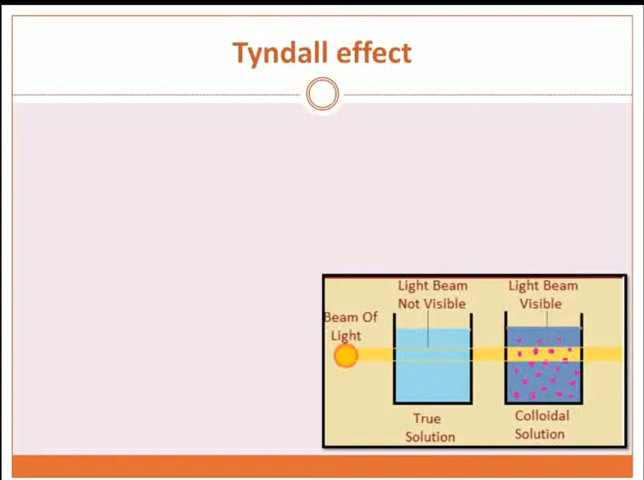 Tyndall effect
Light Beam
Not Visible
Light Beam
Visible
Beam Of
Light
True
Solution
Colloidal
Solution